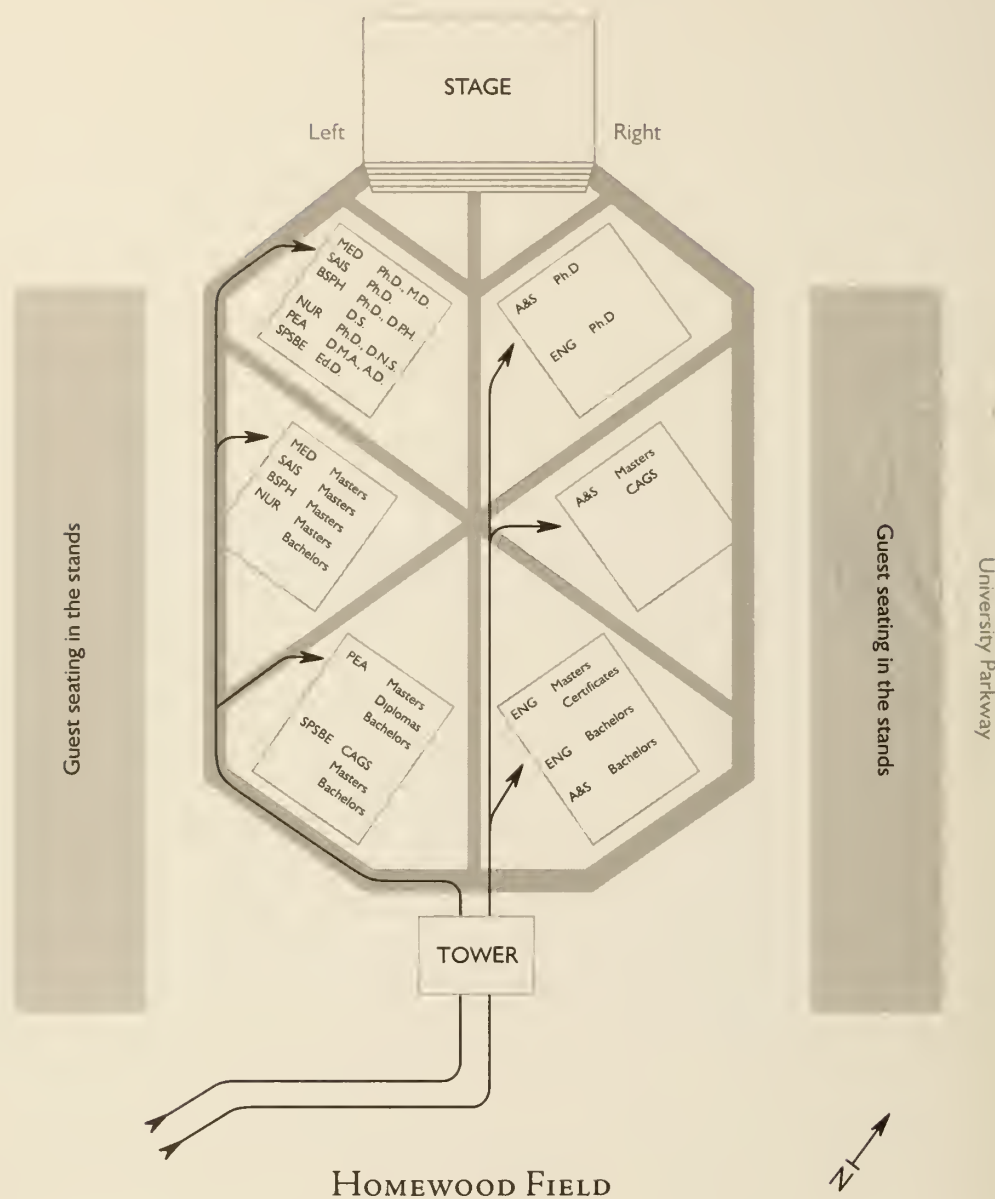 STAGE
Left
Right
MED Ph.D., M.D.
SAIS Ph.D.
BSPH Ph.D., D.PH.
D.S.
NUR Ph.D., D.N.S.
PEA D.M.A., A.D.
SPSBE Ed.D.
A&S Ph.D
ENG Ph.D
MED Masters
SAIS Masters
BSPH Masters
NUR Masters
Bachelors
A&S Masters
CAGS
PEA Masters
Diplomas
Bachelors
SPSBE CAGS
Masters
Bachelors
ENG Masters
Certificates
ENG Bachelors
A&S Bachelors
Guest seating in the stands
Guest seating in the stands
University Parkway
TOWER
HOMEWOOD FIELD
N